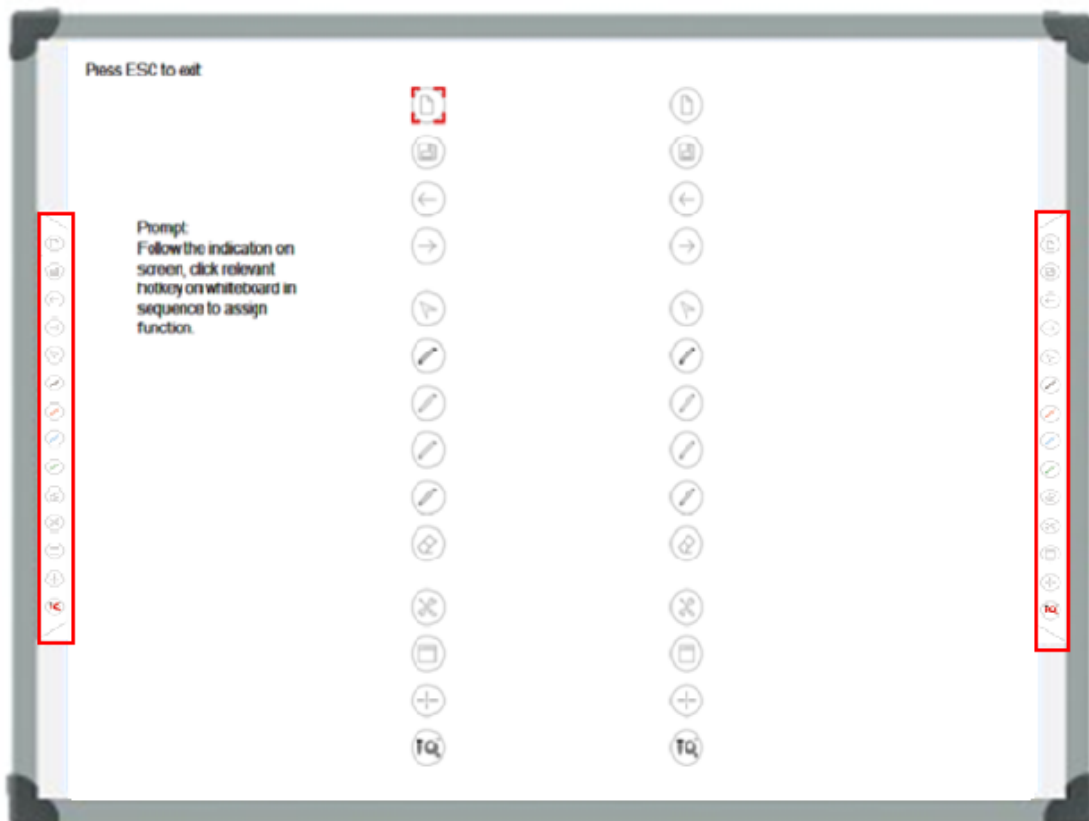 Press ESC to exit
Prompt:
Follow the indication on
screen, click relevant
hotkey on whiteboard in
sequence to assign
function.